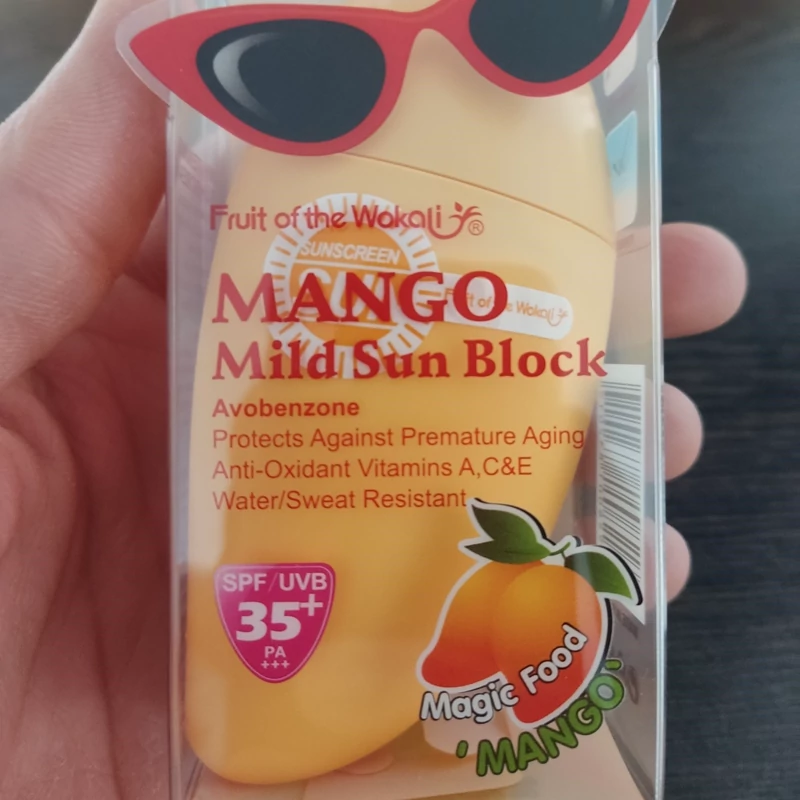 Fruit of the Wokali ®
SUNSCREEN
Fruit of the Wokali
MANGO
Mild Sun Block
Avobenzone
Protects Against Premature Aging
Anti-Oxidant Vitamins A,C&E
Water/Sweat Resistant
SPF/UVB
35+
PA
+++
Magic Food
'MANGO'